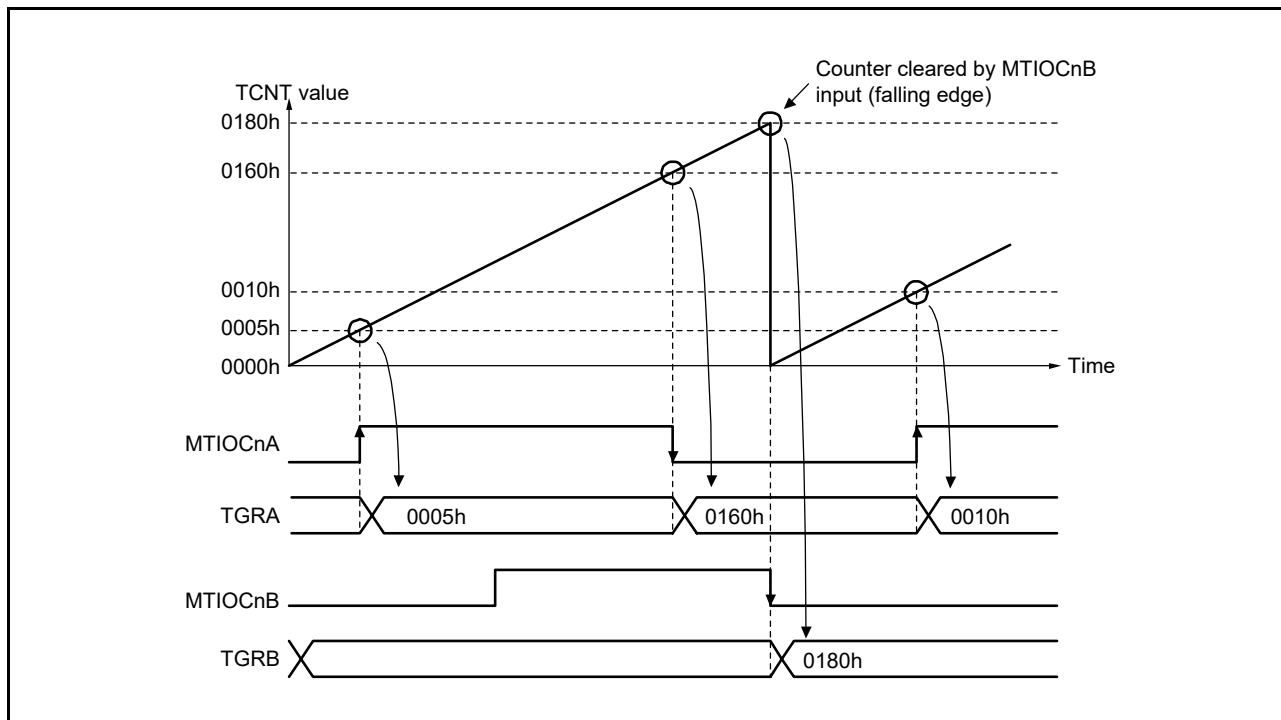 Counter cleared by MTIOCnB
input (falling edge)
TCNT value
0180h
0160h
0010h
0005h
0000h
Time
MTIOCnA
TGRA
0005h
0160h
0010h
MTIOCnB
TGRB
0180h